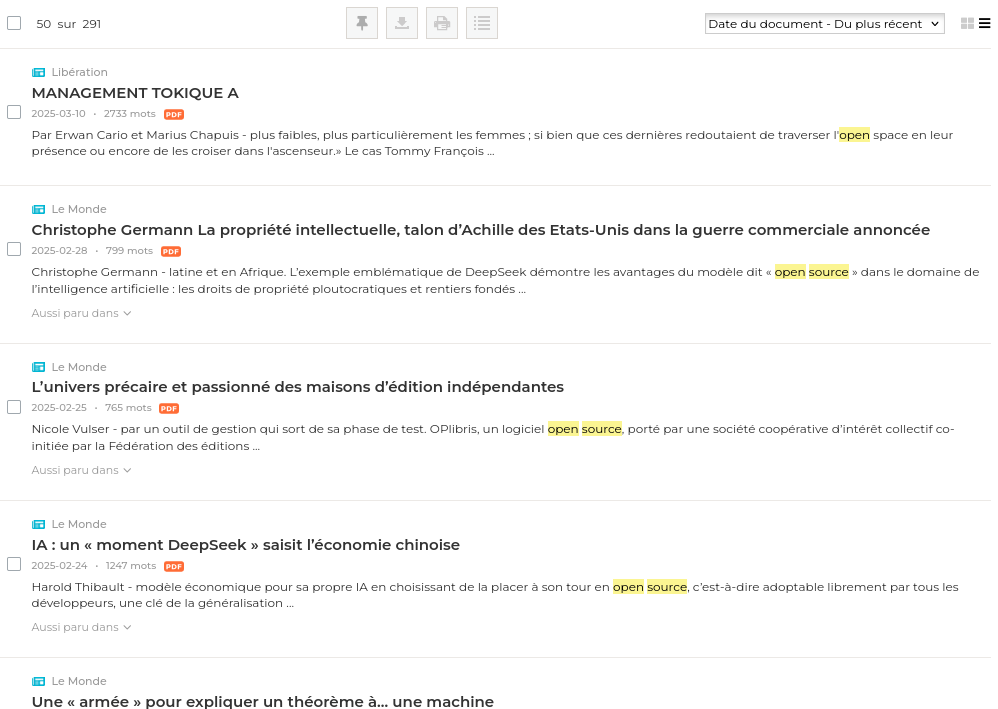 50 sur 291
Date du document - Du plus récent
Libération
MANAGEMENT TOKIQUE A
2025-03-10 • 2733 mots PDF
Par Erwan Cario et Marius Chapuis - plus faibles, plus particulièrement les femmes ; si bien que ces dernières redoutaient de traverser l'open space en leur
présence ou encore de les croiser dans l'ascenseur.» Le cas Tommy François ...
Le Monde
Christophe Germann La propriété intellectuelle, talon d’Achille des Etats-Unis dans la guerre commerciale annoncée
2025-02-28 • 799 mots PDF
Christophe Germann - latine et en Afrique. L’exemple emblématique de DeepSeek démontre les avantages du modèle dit « open source » dans le domaine de
l’intelligence artificielle : les droits de propriété ploutocratiques et rentiers fondés ...
Aussi paru dans
Le Monde
L’univers précaire et passionné des maisons d’édition indépendantes
2025-02-25 • 765 mots PDF
Nicole Vulser - par un outil de gestion qui sort de sa phase de test. OPlibris, un logiciel open source, porté par une société coopérative d’intérêt collectif co-
initiée par la Fédération des éditions ...
Aussi paru dans
Le Monde
IA : un « moment DeepSeek » saisit l’économie chinoise
2025-02-24 • 1247 mots PDF
Harold Thibault - modèle économique pour sa propre IA en choisissant de la placer à son tour en open source, c’est-à-dire adoptable librement par tous les
développeurs, une clé de la généralisation ...
Aussi paru dans
Le Monde
Une « armée » pour expliquer un théorème à... une machine